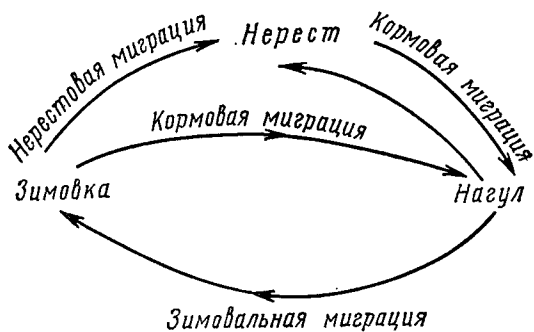 Нерестовая миграция
Нерест
Кормовая миграция
Кормовая миграция
Зимовка
Нагул
Зимовальная миграция